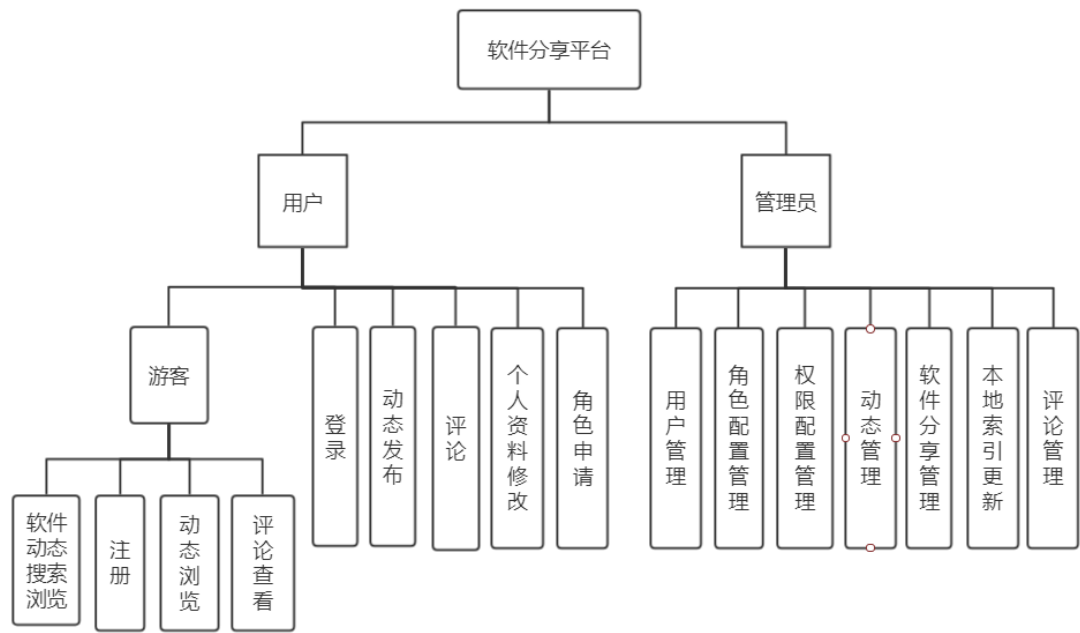 软件分享平台
用户
管理员
游客
登录
动态发布
评论
个人资料修改
角色申请
用户管理
角色配置管理
权限配置管理
动态管理
软件分享管理
本地索引更新
评论管理
软件
动态
搜索
浏览
注册
动态浏览
评论查看